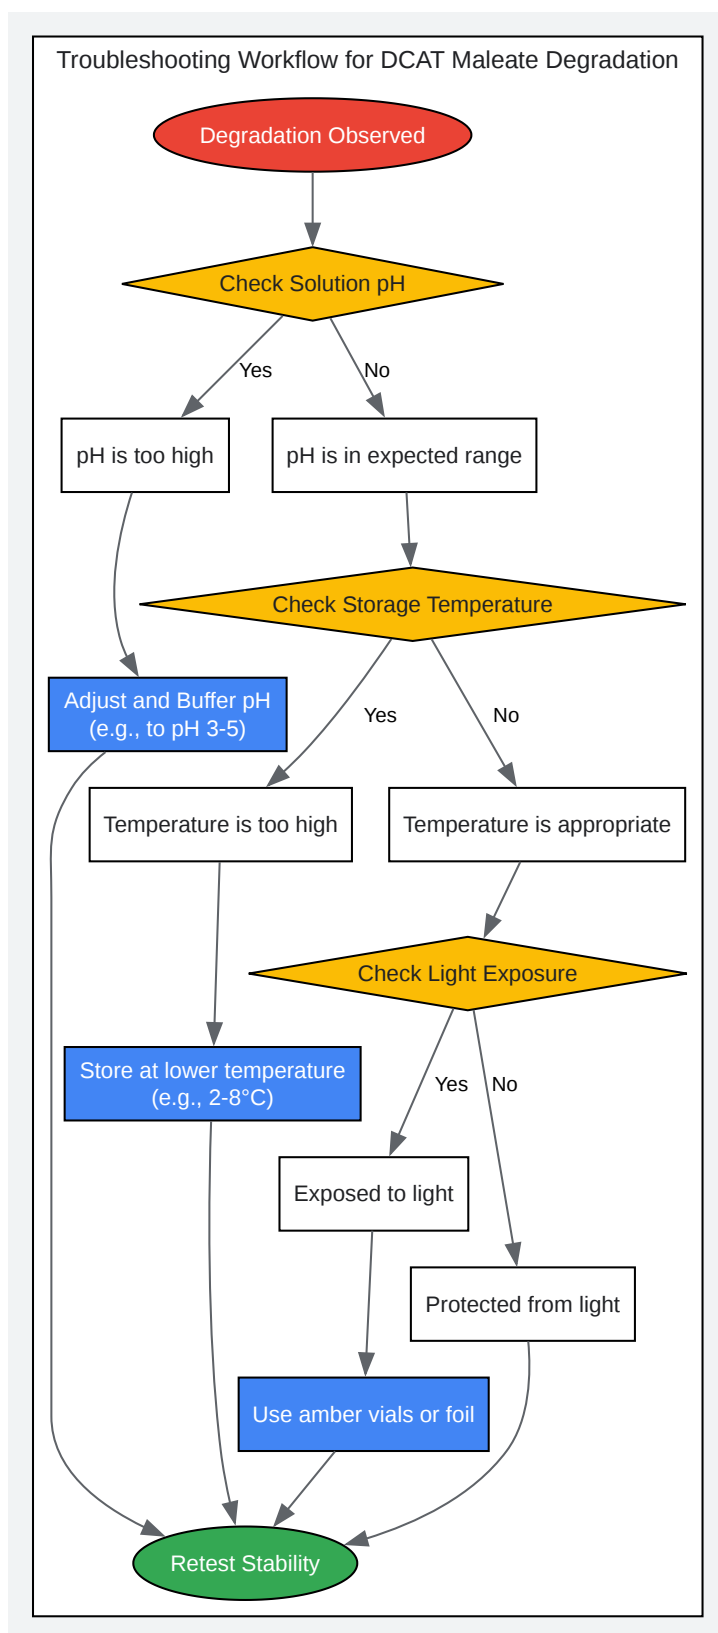 Troubleshooting Workflow for DCAT Maleate Degradation
Degradation Observed
Check Solution pH
Yes
No
pH is too high
pH is in expected range
Check Storage Temperature
Adjust and Buffer pH
(e.g., to pH 3-5)
Yes
No
Temperature is too high
Temperature is appropriate
Check Light Exposure
Store at lower temperature
(e.g., 2-8°C)
Yes
No
Exposed to light
Protected from light
Use amber vials or foil
Retest Stability